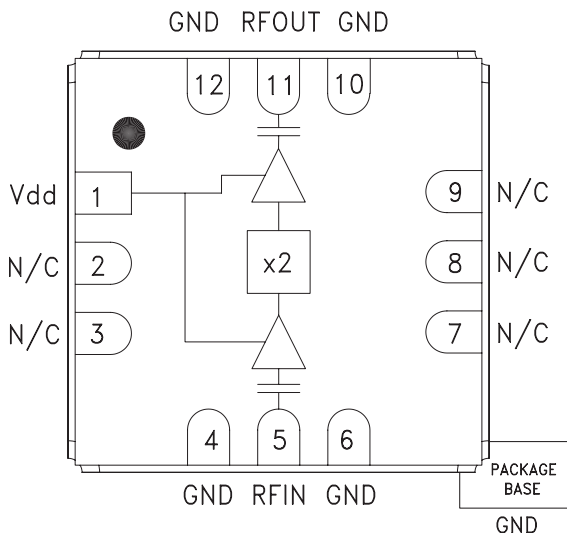 GND RFOUT GND
12 11 10
Vdd 1 9 N/C
N/C 2 x2 8 N/C
N/C 3 7 N/C
4 5 6
GND RFIN GND
PACKAGE
BASE
GND